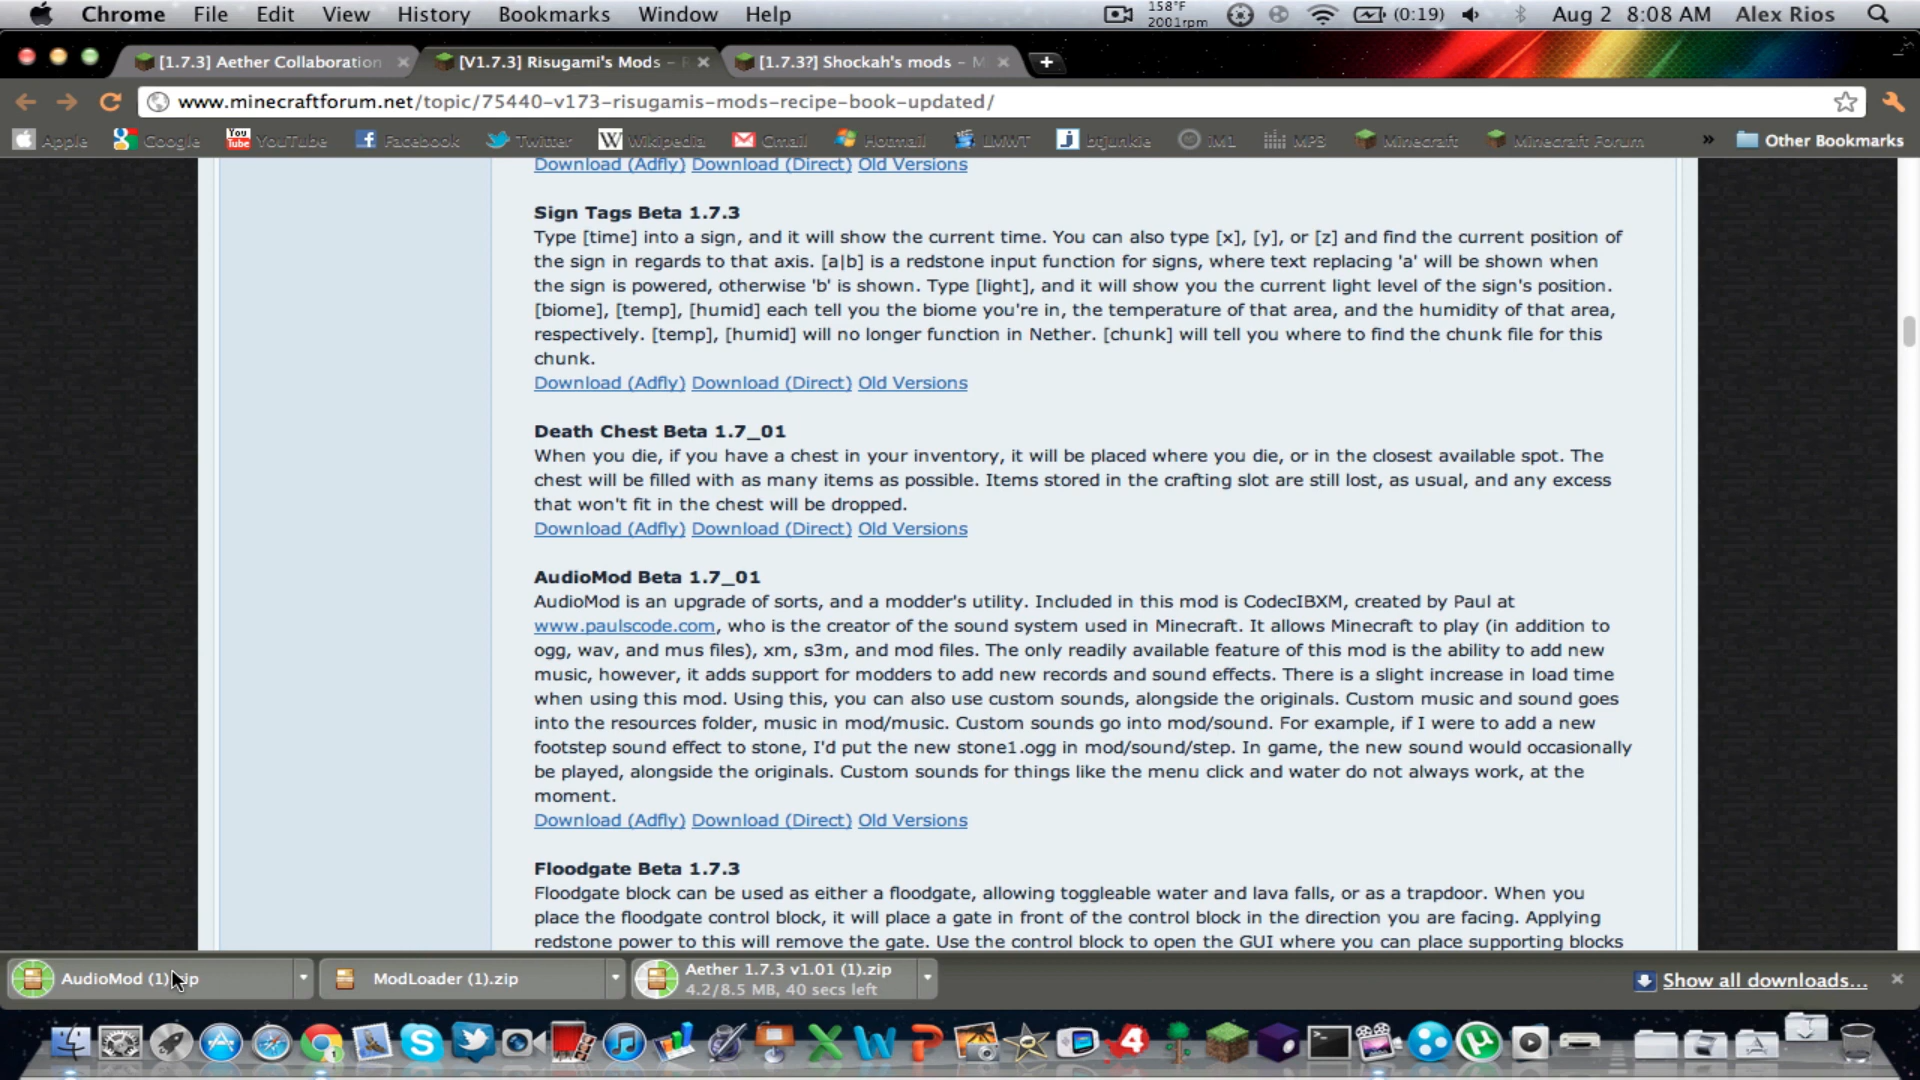 Chrome File Edit View History Bookmarks Window Help 158°F 2001rpm (0:19) Aug 2 8:08 AM Alex Rios
[1.7.3] Aether Collaboration [V1.7.3] Risugami's Mods – [1.7.3?] Shockah's mods – M
www.minecraftforum.net/topic/75440-v173-risugamis-mods-recipe-book-updated/
Apple Google YouTube Facebook Twitter Wikipedia Gmail Hotmail LMWT btjunkie iM1 MP3 Minecraft Minecraft Forum » Other Bookmarks
Download (Adfly) Download (Direct) Old Versions
Sign Tags Beta 1.7.3
Type [time] into a sign, and it will show the current time. You can also type [x], [y], or [z] and find the current position of
the sign in regards to that axis. [a|b] is a redstone input function for signs, where text replacing 'a' will be shown when
the sign is powered, otherwise 'b' is shown. Type [light], and it will show you the current light level of the sign's position.
[biome], [temp], [humid] each tell you the biome you're in, the temperature of that area, and the humidity of that area,
respectively. [temp], [humid] will no longer function in Nether. [chunk] will tell you where to find the chunk file for this
chunk.
Download (Adfly) Download (Direct) Old Versions
Death Chest Beta 1.7_01
When you die, if you have a chest in your inventory, it will be placed where you die, or in the closest available spot. The
chest will be filled with as many items as possible. Items stored in the crafting slot are still lost, as usual, and any excess
that won't fit in the chest will be dropped.
Download (Adfly) Download (Direct) Old Versions
AudioMod Beta 1.7_01
AudioMod is an upgrade of sorts, and a modder's utility. Included in this mod is CodecIBXM, created by Paul at
www.paulscode.com, who is the creator of the sound system used in Minecraft. It allows Minecraft to play (in addition to
ogg, wav, and mus files), xm, s3m, and mod files. The only readily available feature of this mod is the ability to add new
music, however, it adds support for modders to add new records and sound effects. There is a slight increase in load time
when using this mod. Using this, you can also use custom sounds, alongside the originals. Custom music and sound goes
into the resources folder, music in mod/music. Custom sounds go into mod/sound. For example, if I were to add a new
footstep sound effect to stone, I'd put the new stone1.ogg in mod/sound/step. In game, the new sound would occasionally
be played, alongside the originals. Custom sounds for things like the menu click and water do not always work, at the
moment.
Download (Adfly) Download (Direct) Old Versions
Floodgate Beta 1.7.3
Floodgate block can be used as either a floodgate, allowing toggleable water and lava falls, or as a trapdoor. When you
place the floodgate control block, it will place a gate in front of the control block in the direction you are facing. Applying
redstone power to this will remove the gate. Use the control block to open the GUI where you can place supporting blocks
AudioMod (1).zip ModLoader (1).zip Aether 1.7.3 v1.01 (1).zip Show all downloads...
4.2/8.5 MB, 40 secs left